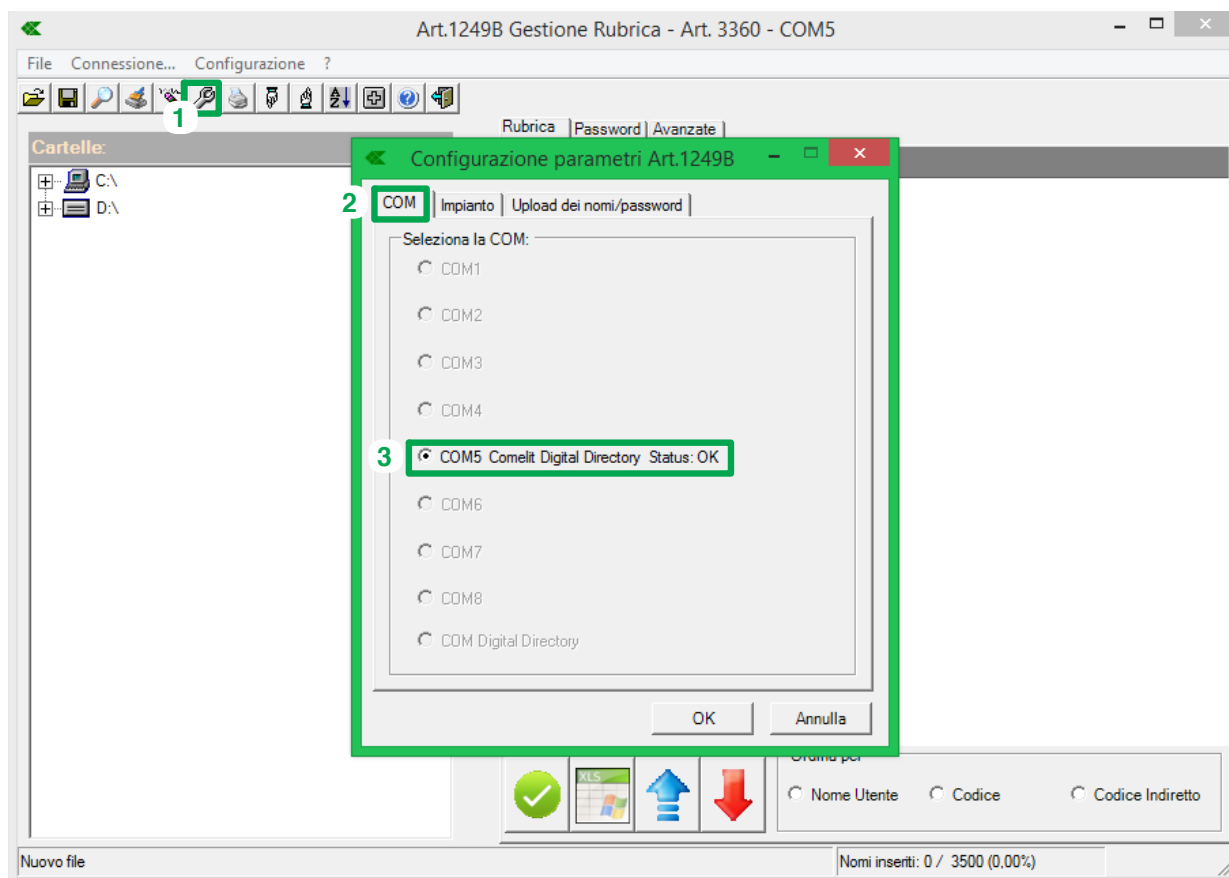 Art.1249B Gestione Rubrica - Art. 3360 - COM5
File Connessione... Configurazione ?
1
Rubrica Password Avanzate
Cartelle:
C:\
D:\
Configurazione parametri Art.1249B
2
COM Impianto Upload dei nomi/password
Seleziona la COM:
COM1
COM2
COM3
COM4
3
COM5 Comelit Digital Directory Status: OK
COM6
COM7
COM8
COM Digital Directory
OK Annulla
XLS
Ordina per
Nome Utente Codice Codice Indiretto
Nuovo file
Nomi inseriti: 0 / 3500 (0,00%)